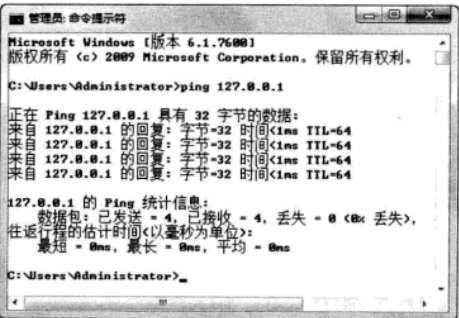 管理员: 命令提示符
Microsoft Windows [版本 6.1.7600]
版权所有 (c) 2009 Microsoft Corporation。保留所有权利。
C:\Users\Administrator>ping 127.0.0.1
正在 Ping 127.0.0.1 具有 32 字节的数据:
来自 127.0.0.1 的回复: 字节=32 时间<1ms TTL=64
来自 127.0.0.1 的回复: 字节=32 时间<1ms TTL=64
来自 127.0.0.1 的回复: 字节=32 时间<1ms TTL=64
来自 127.0.0.1 的回复: 字节=32 时间<1ms TTL=64
127.0.0.1 的 Ping 统计信息:
数据包: 已发送 = 4，已接收 = 4，丢失 = 0 (0% 丢失)，
往返行程的估计时间(以毫秒为单位):
最短 = 0ms，最长 = 0ms，平均 = 0ms
C:\Users\Administrator>_